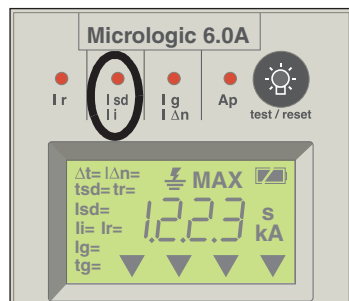 Micrologic 6.0A
Ir Isd Ig Ap
Ii IΔn test / reset
Δt= IΔn= MAX
tsd= tr=
Isd= 1.2.2.3 s
Ii= Ir= kA
Ig=
tg=